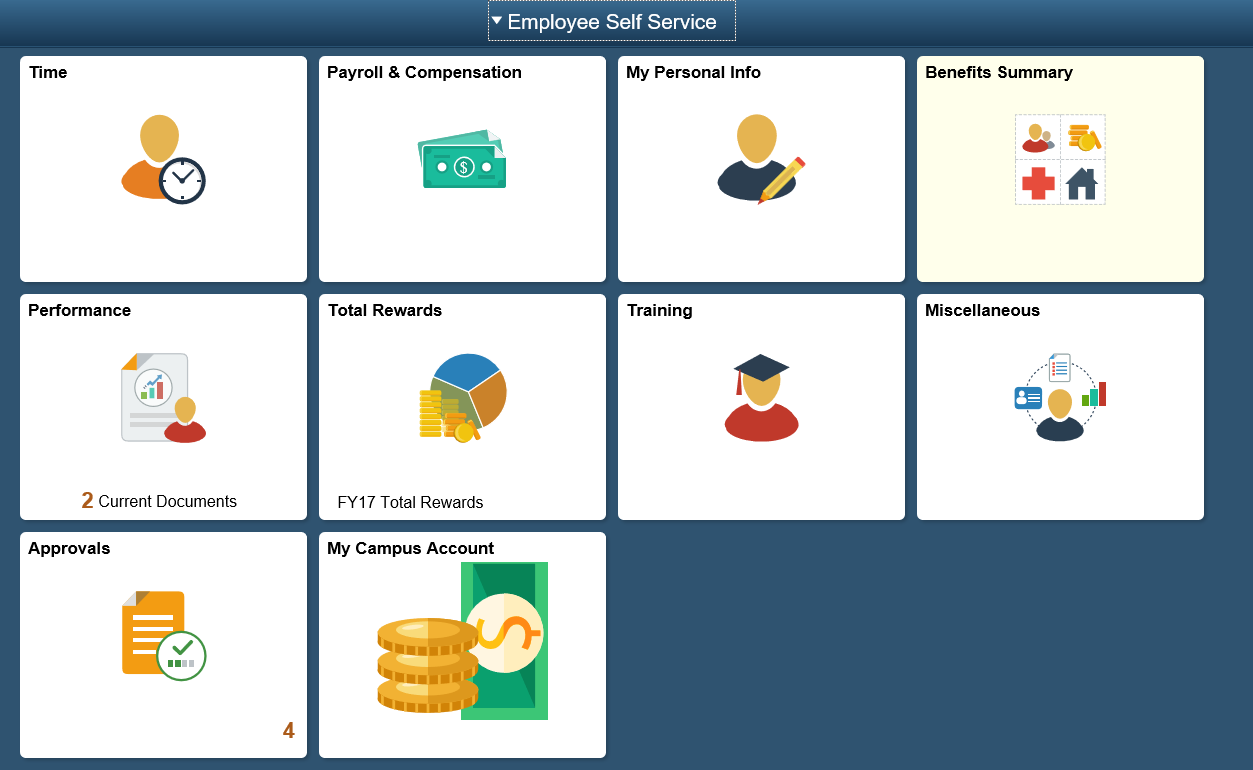 Employee Self Service
Time
Payroll & Compensation
My Personal Info
Benefits Summary
$
Performance
Total Rewards
Training
Miscellaneous
2 Current Documents
FY17 Total Rewards
Approvals
My Campus Account
$
4